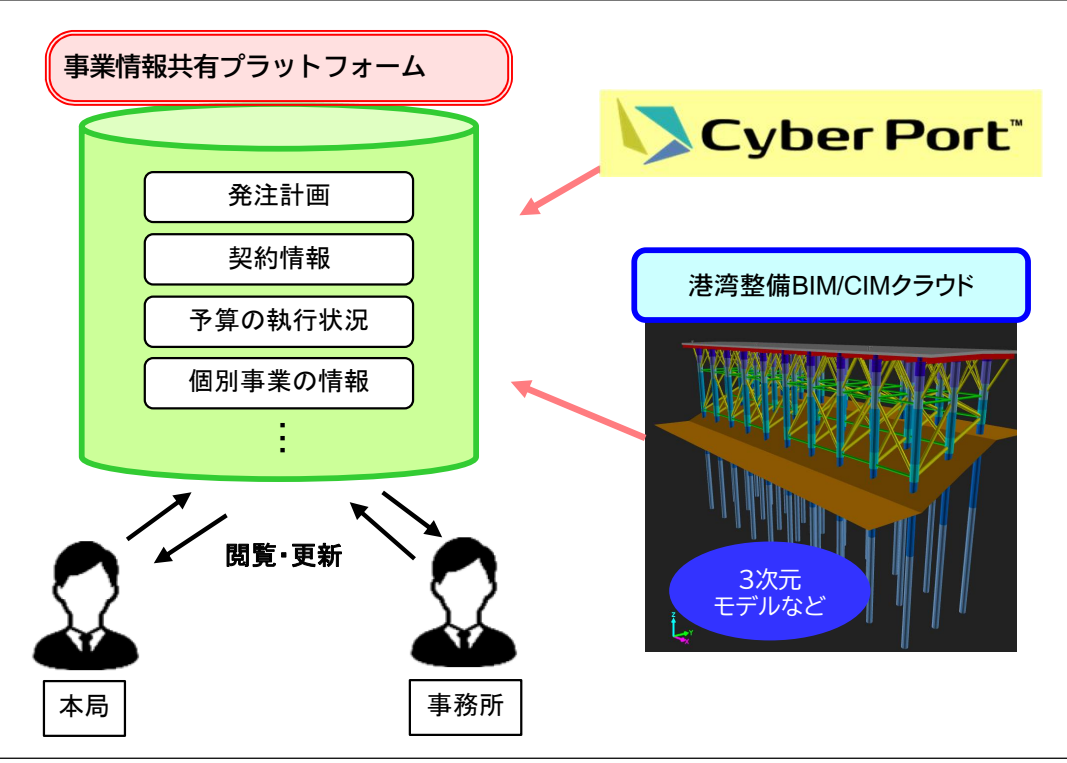 事業情報共有プラットフォーム
発注計画
契約情報
予算の執行状況
個別事業の情報
⋮
閲覧・更新
本局
事務所
Cyber Port™
港湾整備BIM/CIMクラウド
3次元
モデルなど
Z
Y
X